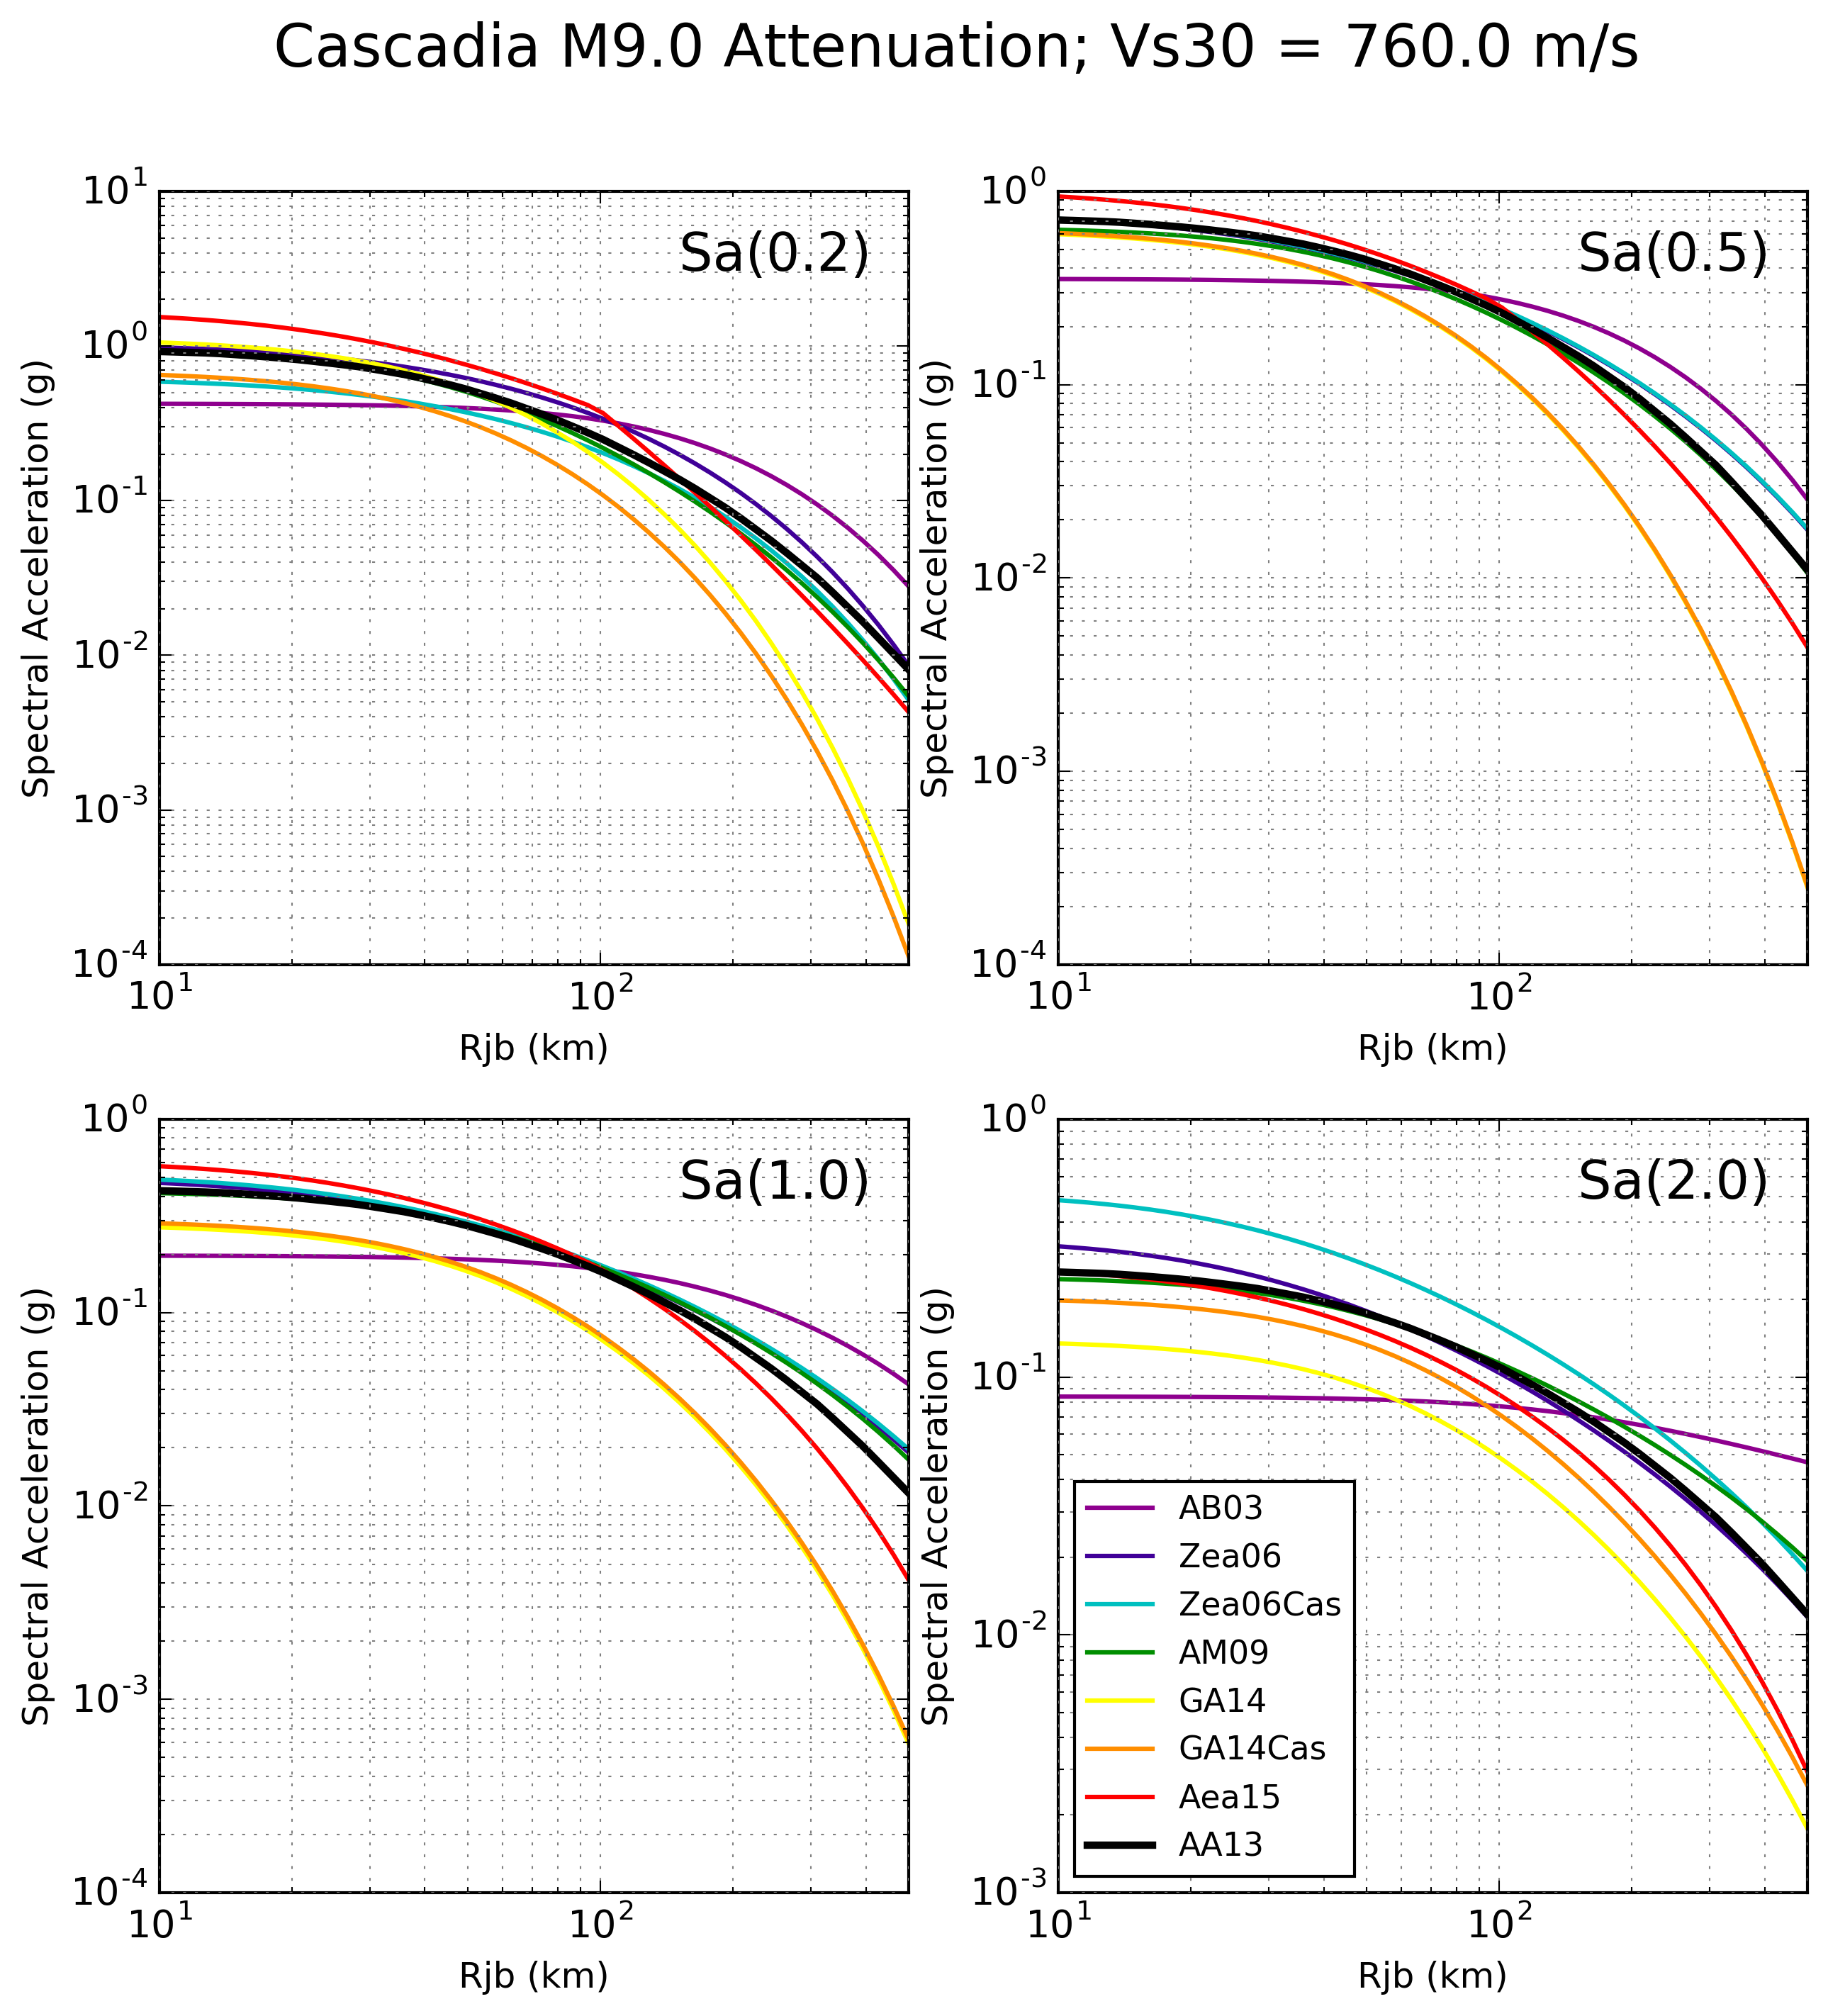 Cascadia M9.0 Attenuation; Vs30 = 760.0 m/s
Sa(0.2)
Spectral Acceleration (g)
10^1
10^0
10^-1
10^-2
10^-3
10^-4
10^1
10^2
Rjb (km)
Sa(0.5)
Spectral Acceleration (g)
10^0
10^-1
10^-2
10^-3
10^-4
10^1
10^2
Rjb (km)
Sa(1.0)
Spectral Acceleration (g)
10^0
10^-1
10^-2
10^-3
10^-4
10^1
10^2
Rjb (km)
Sa(2.0)
Spectral Acceleration (g)
10^0
10^-1
10^-2
10^-3
AB03
Zea06
Zea06Cas
AM09
GA14
GA14Cas
Aea15
AA13
10^1
10^2
Rjb (km)